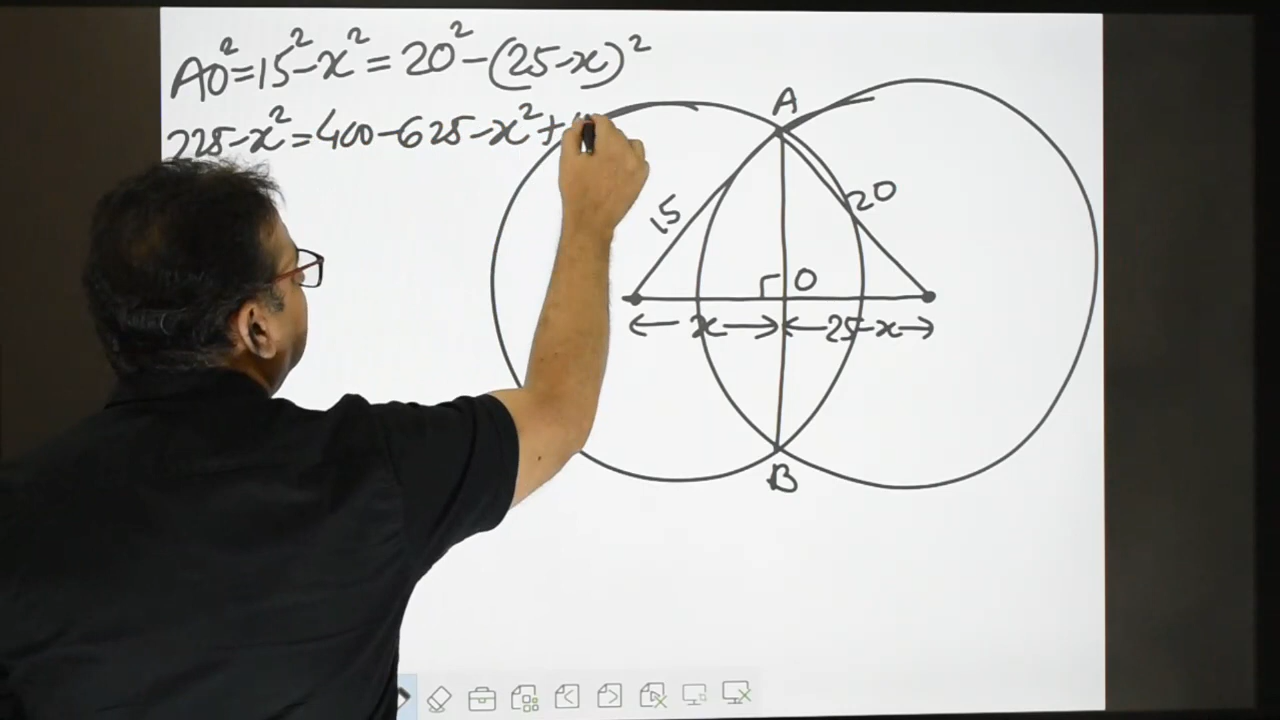 AO²=15²-x²=20²-(25-x)²
225-x²=400-625-x²+
A
15
20
O
x
25-x
B